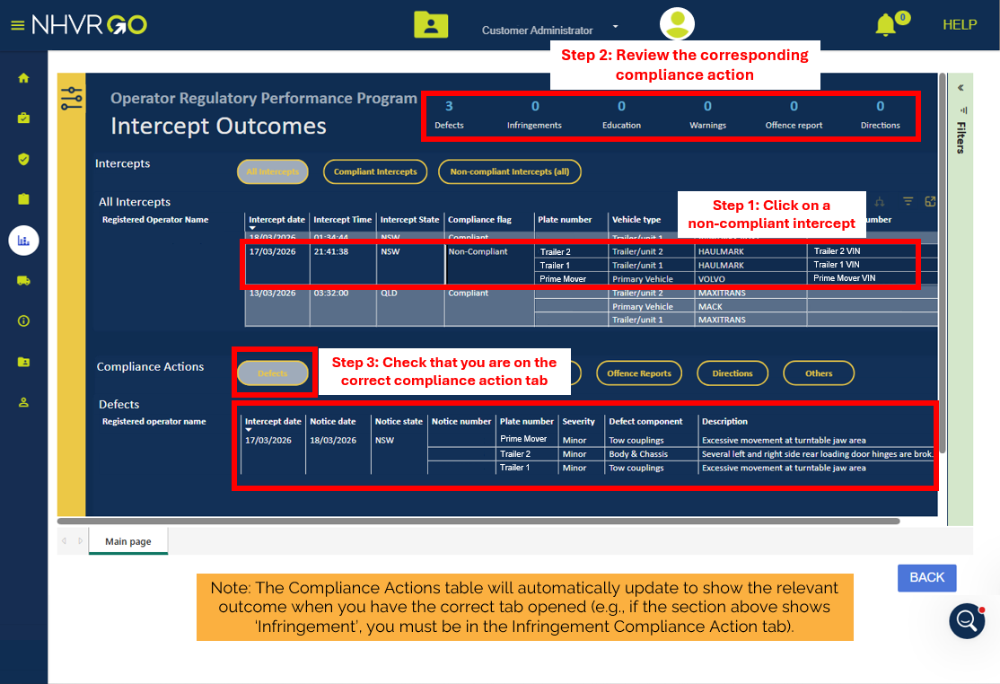 NHVR GO
Customer Administrator
0
HELP
Step 2: Review the corresponding
compliance action
Operator Regulatory Performance Program
Intercept Outcomes
3 0 0 0 0 0
Defects Infringements Education Warnings Offence report Directions
Filters
Intercepts
All Intercepts Compliant Intercepts Non-compliant Intercepts (all)
Step 1: Click on a
non-compliant intercept
All Intercepts
Registered Operator Name Intercept date Intercept Time Intercept State Compliance flag Plate number Vehicle type number
18/03/2026 01:34:44 NSW Compliant Trailer/unit 1
17/03/2026 21:41:38 NSW Non-Compliant Trailer 2 Trailer/unit 2 HAULMARK Trailer 2 VIN
Trailer 1 Trailer/unit 1 HAULMARK Trailer 1 VIN
Prime Mover Primary Vehicle VOLVO Prime Mover VIN
13/03/2026 03:32:00 QLD Compliant Trailer/unit 2 MAXITRANS
Primary Vehicle MACK
Trailer/unit 1 MAXITRANS
Compliance Actions
Defects
Step 3: Check that you are on the
correct compliance action tab
Offence Reports Directions Others
Defects
Registered operator name Intercept date Notice date Notice state Notice number Plate number Severity Defect component Description
17/03/2026 18/03/2026 NSW Prime Mover Minor Tow couplings Excessive movement at turntable jaw area
Trailer 2 Minor Body & Chassis Several left and right side rear loading door hinges are brok.
Trailer 1 Minor Tow couplings Excessive movement at turntable jaw area
Main page
BACK
Note: The Compliance Actions table will automatically update to show the relevant
outcome when you have the correct tab opened (e.g., if the section above shows
‘Infringement’, you must be in the Infringement Compliance Action tab).